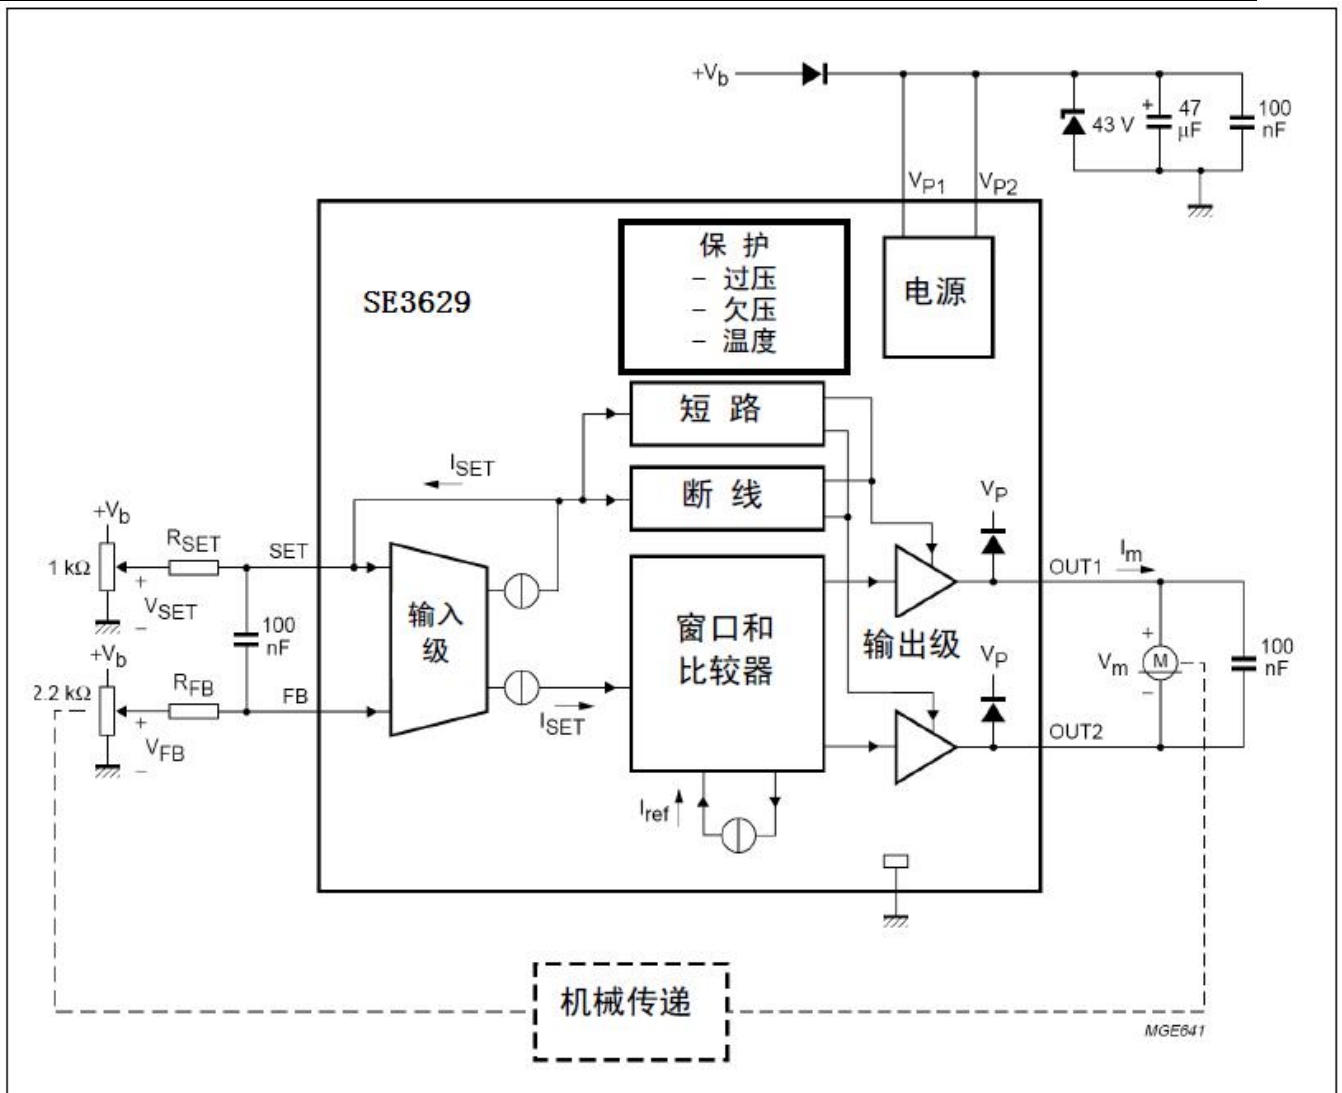 +Vb
43 V
+
47
μF
100
nF
VP1
VP2
保 护
- 过压
- 欠压
- 温度
电源
SE3629
短 路
ISET
断 线
VP
+Vb
RSET
SET
1 kΩ
+
VSET
-
输入
级
100
nF
窗口和
比较器
输出级
OUT1
Im
+
Vm
M
-
100
nF
+Vb
2.2 kΩ
RFB
FB
+
VFB
-
ISET
VP
OUT2
Iref
机械传递
MGE641